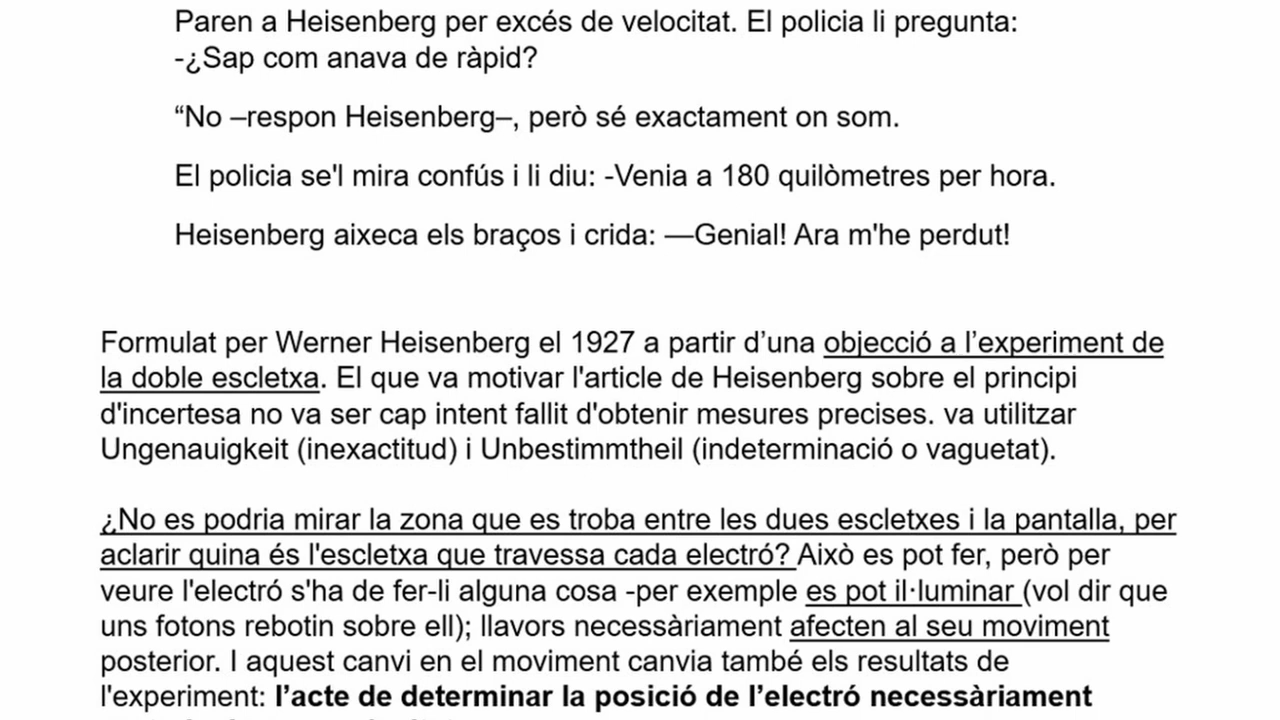 Paren a Heisenberg per excés de velocitat. El policia li pregunta:
-¿Sap com anava de ràpid?
“No –respon Heisenberg–, però sé exactament on som.
El policia se'l mira confús i li diu: -Venia a 180 quilòmetres per hora.
Heisenberg aixeca els braços i crida: —Genial! Ara m'he perdut!
Formulat per Werner Heisenberg el 1927 a partir d’una objecció a l’experiment de
la doble escletxa. El que va motivar l'article de Heisenberg sobre el principi
d'incertesa no va ser cap intent fallit d'obtenir mesures precises. va utilitzar
Ungenauigkeit (inexactitud) i Unbestimmtheil (indeterminació o vaguetat).
¿No es podria mirar la zona que es troba entre les dues escletxes i la pantalla, per
aclarir quina és l'escletxa que travessa cada electró? Això es pot fer, però per
veure l'electró s'ha de fer-li alguna cosa -per exemple es pot il·luminar (vol dir que
uns fotons rebotin sobre ell); llavors necessàriament afecten al seu moviment
posterior. I aquest canvi en el moviment canvia també els resultats de
l'experiment: l’acte de determinar la posició de l’electró necessàriament